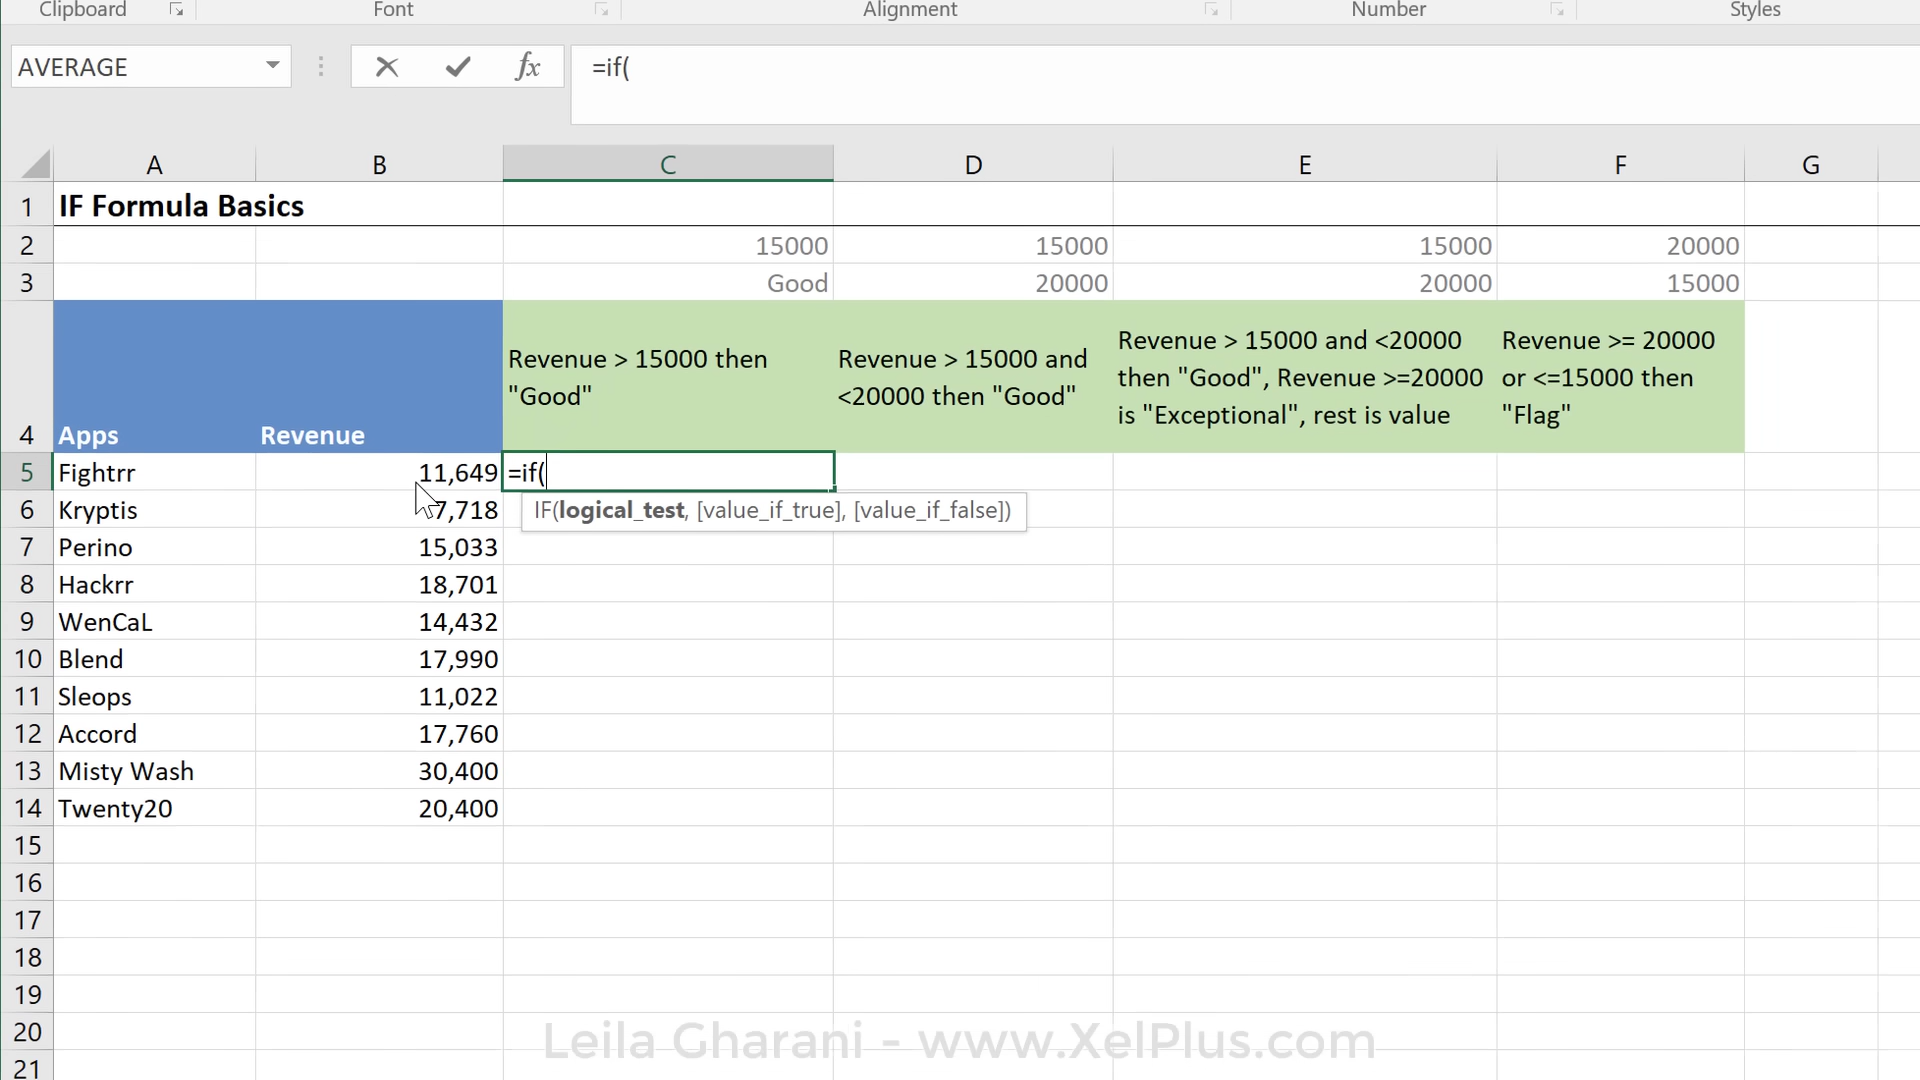 Clipboard Font Alignment Number Styles
AVERAGE fx =if(
A B C D E F G
1 IF Formula Basics
2 15000 15000 15000 20000
3 Good 20000 20000 15000
4 Apps Revenue
Revenue > 15000 then
"Good"
Revenue > 15000 and
<20000 then "Good"
Revenue > 15000 and <20000
then "Good", Revenue >=20000
is "Exceptional", rest is value
Revenue >= 20000
or <=15000 then
"Flag"
5 Fightrr 11,649 =if(
IF(logical_test, [value_if_true], [value_if_false])
6 Kryptis 7,718
7 Perino 15,033
8 Hackrr 18,701
9 WenCaL 14,432
10 Blend 17,990
11 Sleops 11,022
12 Accord 17,760
13 Misty Wash 30,400
14 Twenty20 20,400
15
16
17
18
19
20
21
Leila Gharani - www.XelPlus.com